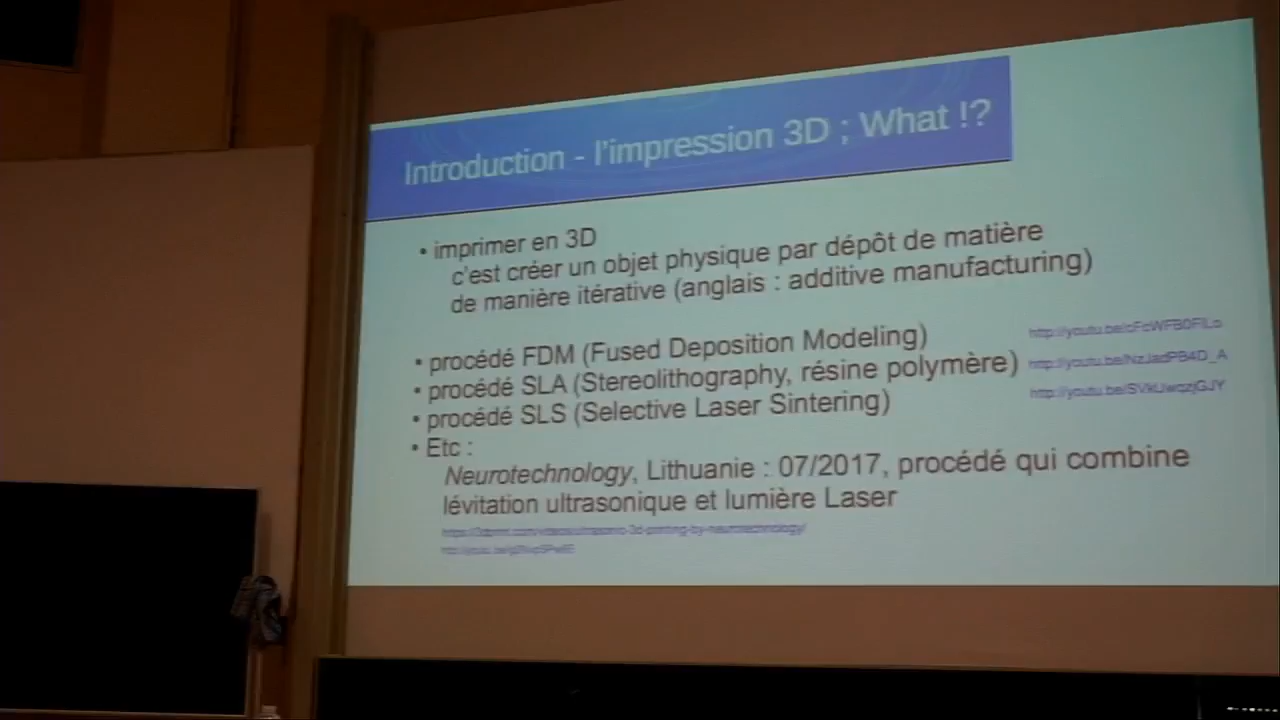 Introduction - l'impression 3D ; What !?
• imprimer en 3D
c'est créer un objet physique par dépôt de matière
de manière itérative (anglais : additive manufacturing)
• procédé FDM (Fused Deposition Modeling)
• procédé SLA (Stereolithography, résine polymère)
• procédé SLS (Selective Laser Sintering)
• Etc :
Neurotechnology, Lithuanie : 07/2017, procédé qui combine
lévitation ultrasonique et lumière Laser